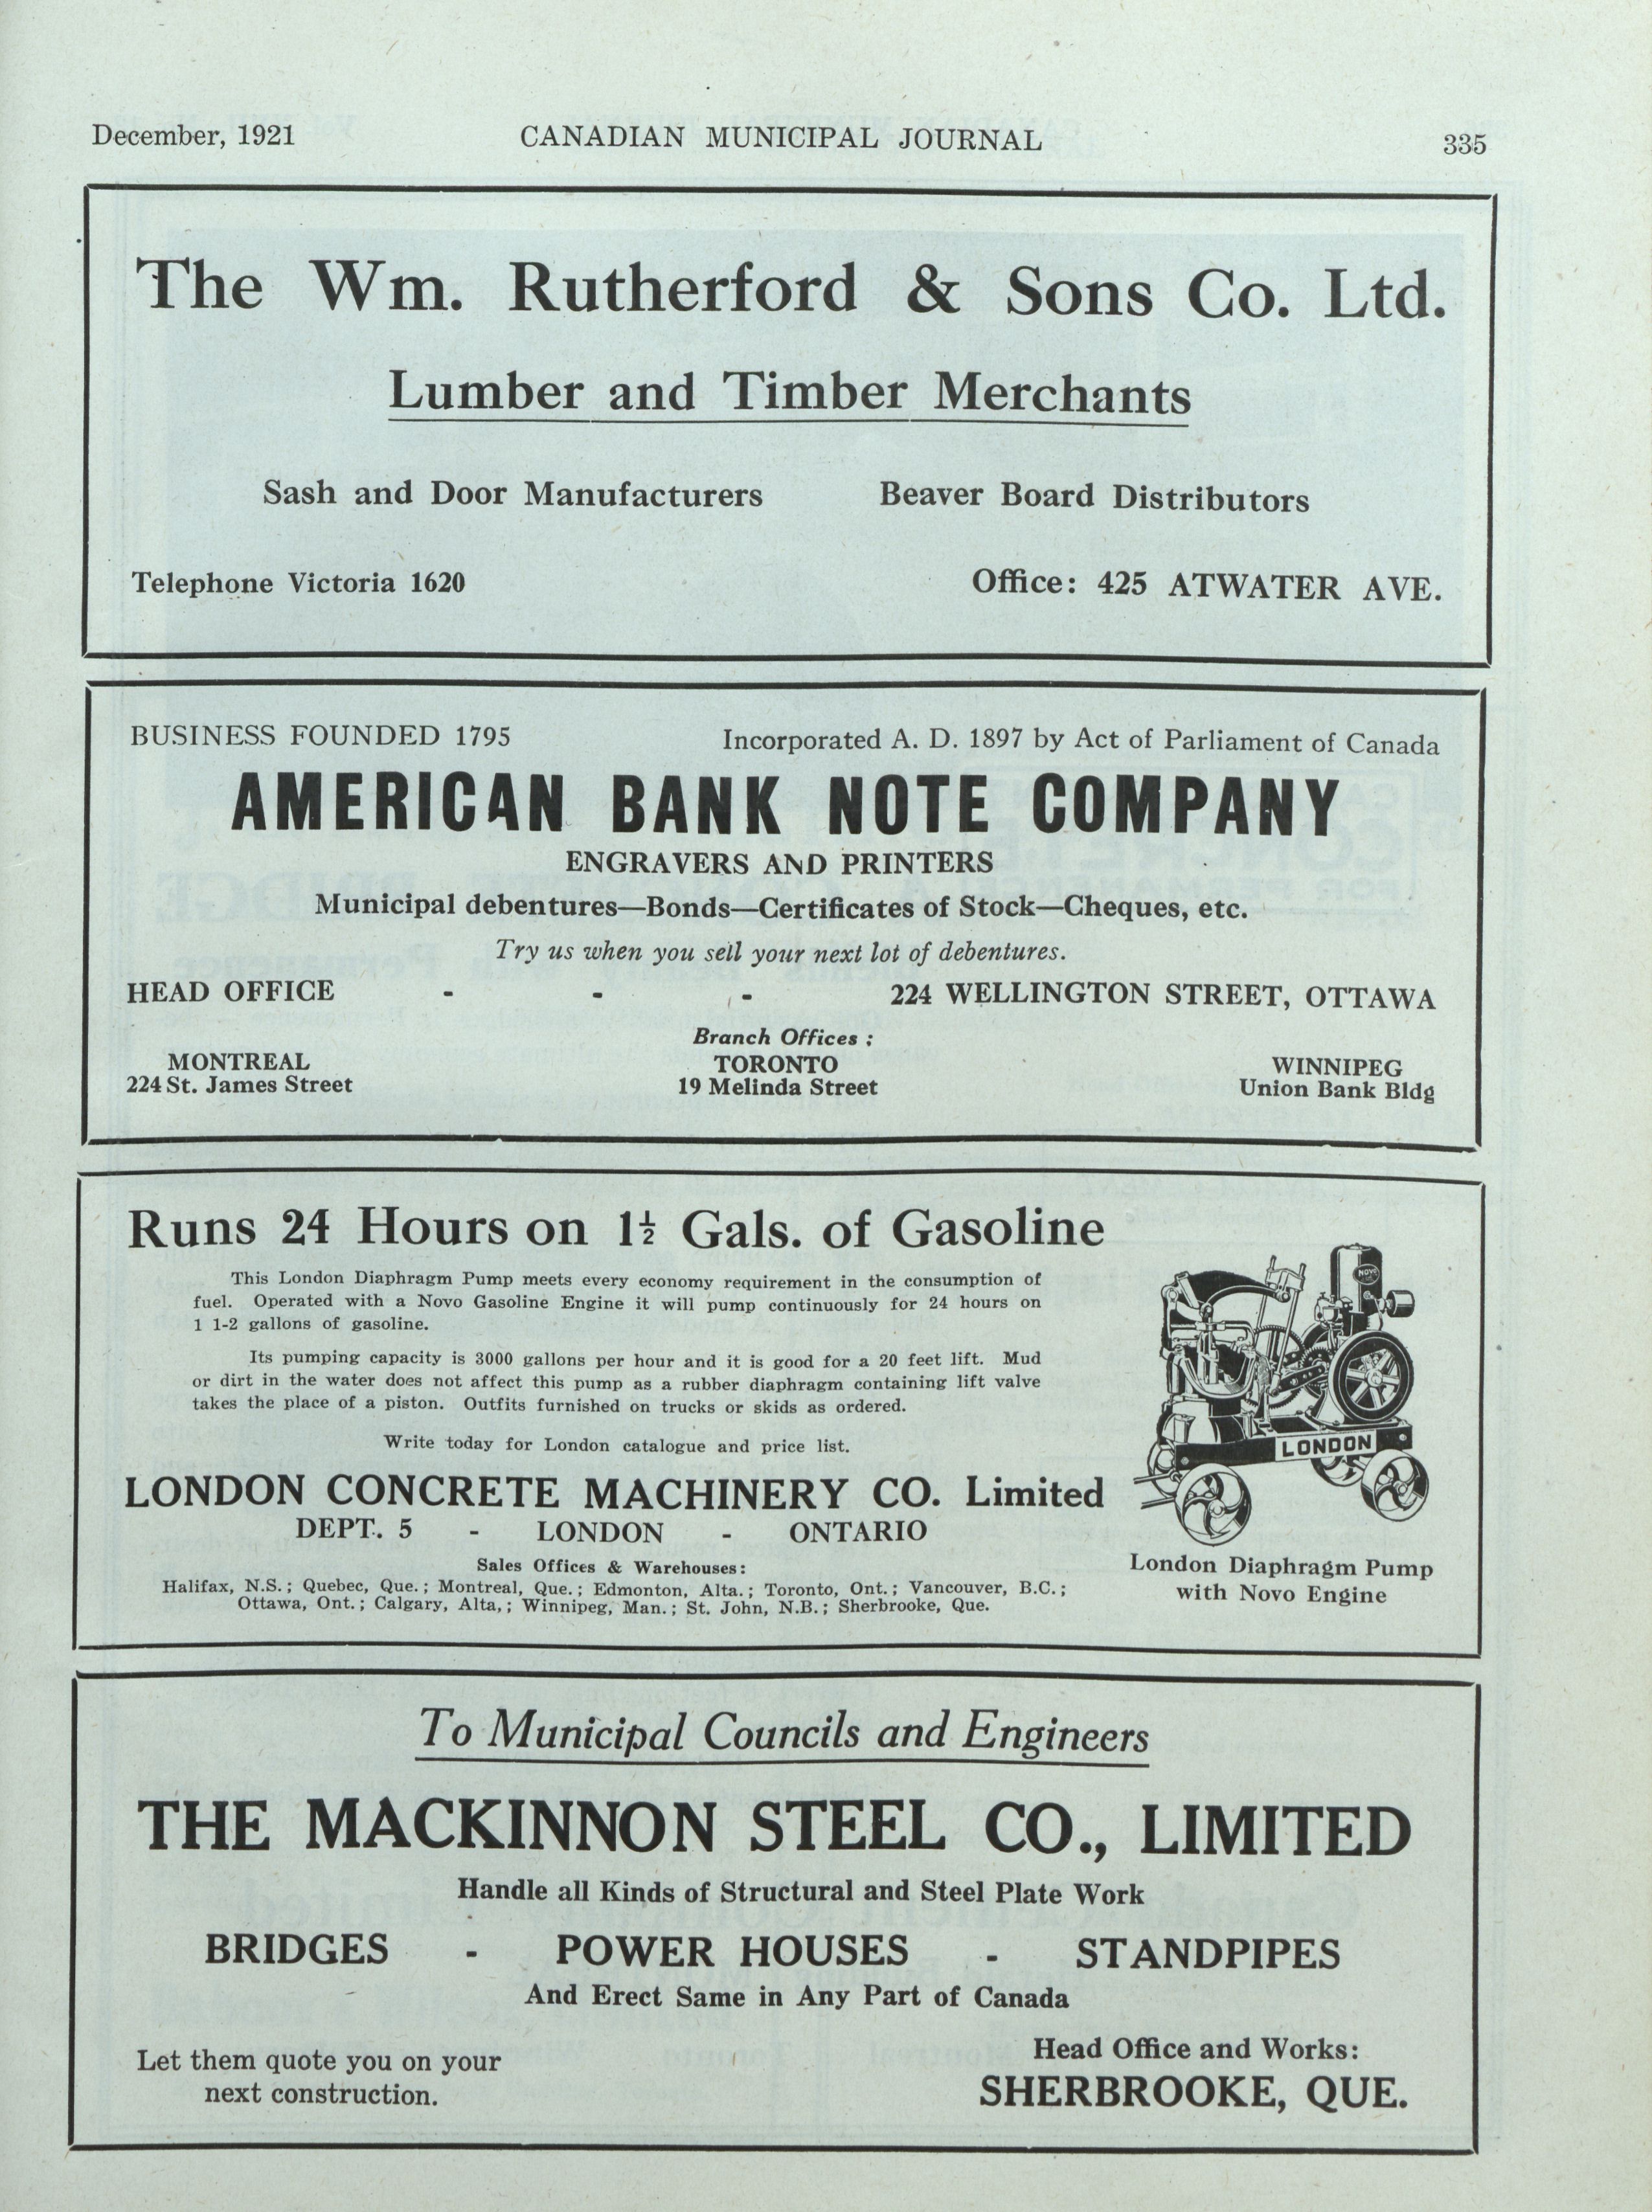 December, 1921 CANADIAN MUNICIPAL JOURNAL 335
The Wm. Rutherford & Sons Co. Ltd.
Lumber and Timber Merchants
Sash and Door Manufacturers Beaver Board Distributors
Telephone Victoria 1620 Office: 425 ATWATER AVE.
BUSINESS FOUNDED 1795 Incorporated A. D. 1897 by Act of Parliament of Canada
AMERICAN BANK NOTE COMPANY
ENGRAVERS AND PRINTERS
Municipal debentures—Bonds—Certificates of Stock—Cheques, etc.
Try us when you sell your next lot of debentures.
HEAD OFFICE - - - 224 WELLINGTON STREET, OTTAWA
Branch Offices :
MONTREAL TORONTO WINNIPEG
224 St. James Street 19 Melinda Street Union Bank Bldg
Runs 24 Hours on 1½ Gals. of Gasoline
This London Diaphragm Pump meets every economy requirement in the consumption of
fuel. Operated with a Novo Gasoline Engine it will pump continuously for 24 hours on
1 1-2 gallons of gasoline.
Its pumping capacity is 3000 gallons per hour and it is good for a 20 feet lift. Mud
or dirt in the water does not affect this pump as a rubber diaphragm containing lift valve
takes the place of a piston. Outfits furnished on trucks or skids as ordered.
Write today for London catalogue and price list.
LONDON CONCRETE MACHINERY CO. Limited
DEPT. 5 - LONDON - ONTARIO
Sales Offices & Warehouses:
Halifax, N.S.; Quebec, Que.; Montreal, Que.; Edmonton, Alta.; Toronto, Ont.; Vancouver, B.C.;
Ottawa, Ont.; Calgary, Alta,; Winnipeg, Man.; St. John, N.B.; Sherbrooke, Que.
NOVO
LONDON
London Diaphragm Pump
with Novo Engine
To Municipal Councils and Engineers
THE MACKINNON STEEL CO., LIMITED
Handle all Kinds of Structural and Steel Plate Work
BRIDGES - POWER HOUSES - STANDPIPES
And Erect Same in Any Part of Canada
Let them quote you on your
next construction.
Head Office and Works:
SHERBROOKE, QUE.